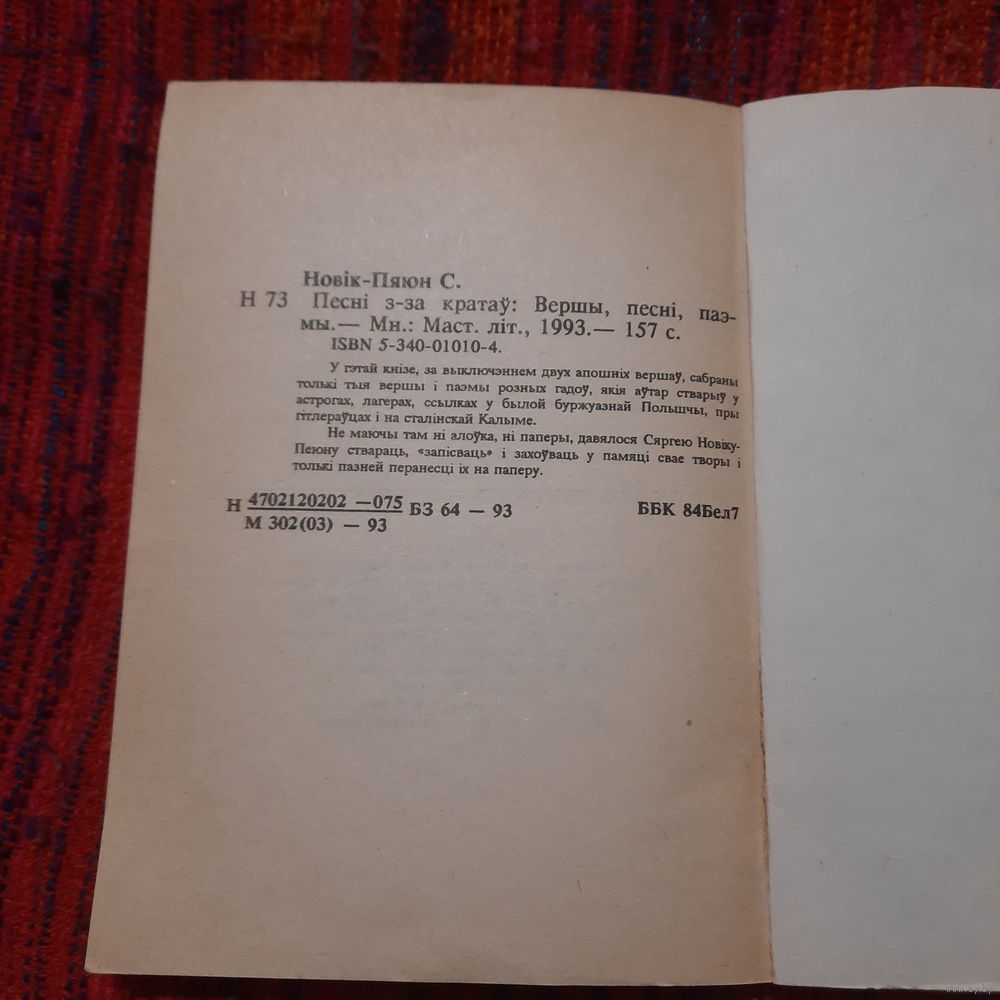 Новік-Пяюн С.
Н 73 Песні з-за кратаў: Вершы, песні, паэ-
мы.— Мн.: Маст. літ., 1993.— 157 с.
ISBN 5-340-01010-4.
У гэтай кнізе, за выключэннем двух апошніх вершаў, сабраны
толькі тыя вершы і паэмы розных гадоў, якія аўтар стварыў у
астрогах, лагерах, ссылках у былой буржуазнай Польшчы, пры
гітлераўцах і на сталінскай Калыме.
Не маючы там ні алоўка, ні паперы, давялося Сяргею Новіку-
Пеюну ствараць, «запісваць» і захоўваць у памяці свае творы і
толькі пазней перанесці іх на паперу.
Н 4702120202 —075 БЗ 64 — 93 ББК 84Бел7
М 302(03) — 93